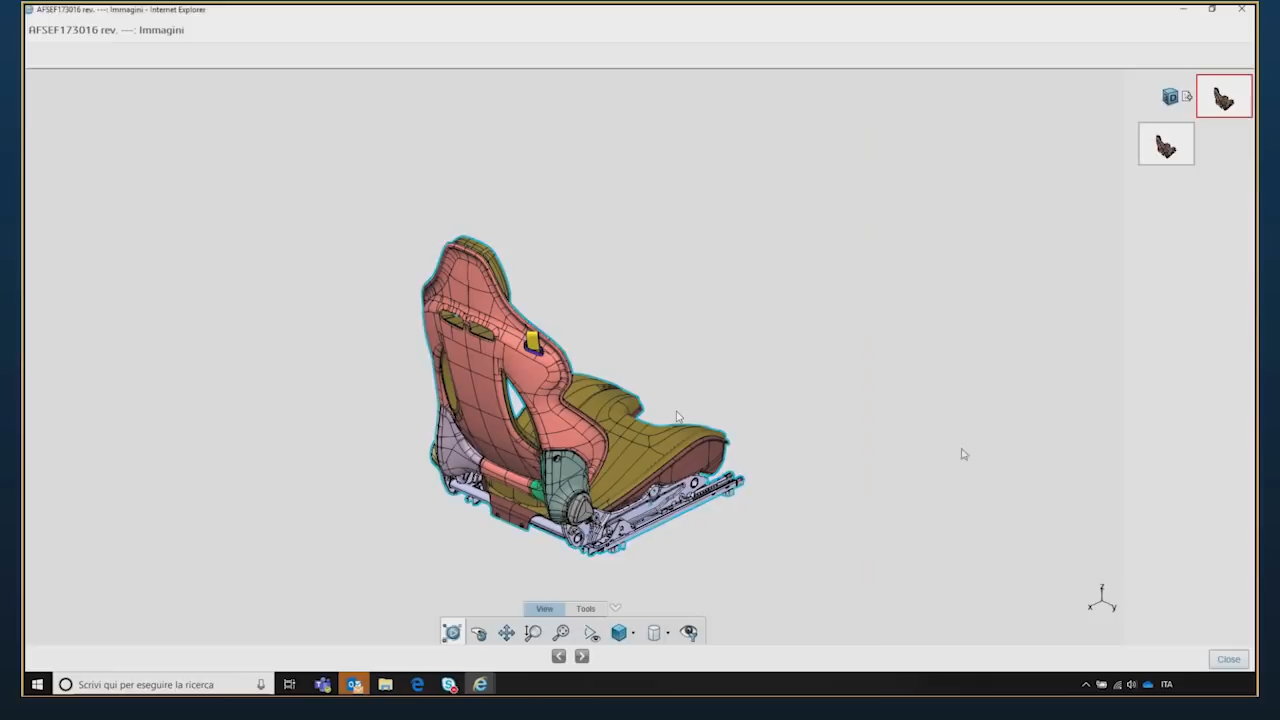 AFSEF173016 rev. ---: Immagini - Internet Explorer
AFSEF173016 rev. ---: Immagini
z
x y
View Tools
Close
Scrivi qui per eseguire la ricerca
ITA